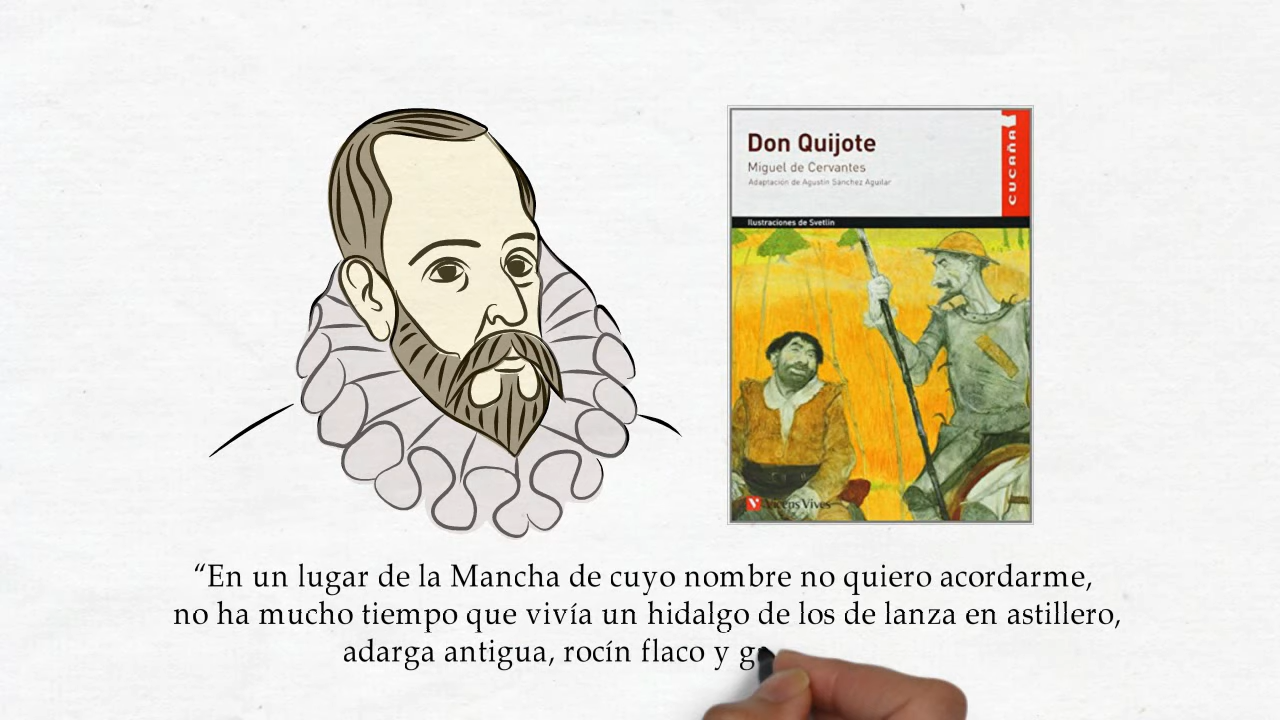 Don Quijote
Miguel de Cervantes
Adaptación de Agustín Sánchez Aguilar
CUCAÑA
Ilustraciones de Svetlin
Vicens Vives
“En un lugar de la Mancha de cuyo nombre no quiero acordarme,
no ha mucho tiempo que vivía un hidalgo de los de lanza en astillero,
adarga antigua, rocín flaco y g